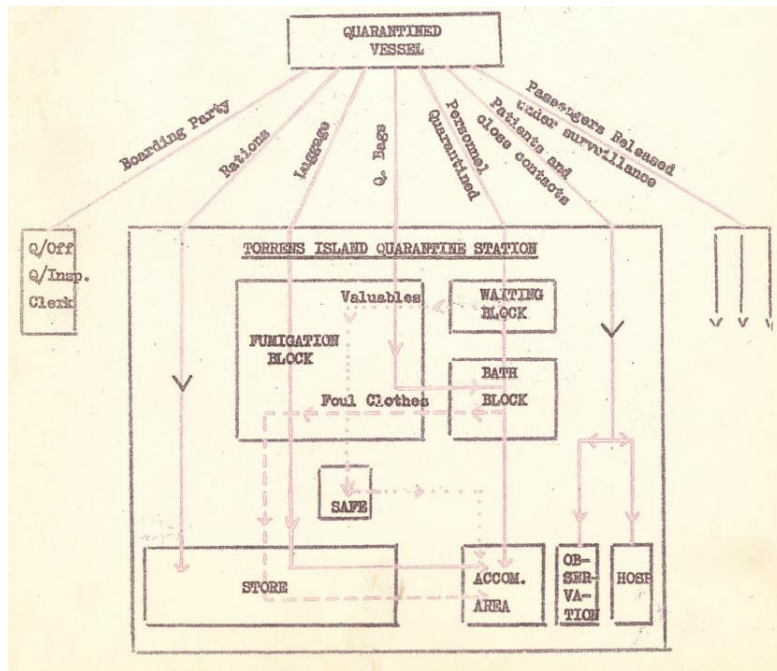 QUARANTINED
VESSEL
Boarding Party
Rations
Luggage
Q. Bags
Personnel
Quarantined
Patients and
close contacts
Passengers Released
under surveillance
Q/Off
Q/Insp.
Clerk
TORRENS ISLAND QUARANTINE STATION
Valuables
WAITING
BLOCK
FUMIGATION
BLOCK
BATH
BLOCK
Foul Clothes
SAFE
STORE
ACCOM.
AREA
OB-
SER-
VA-
TION
HOSP